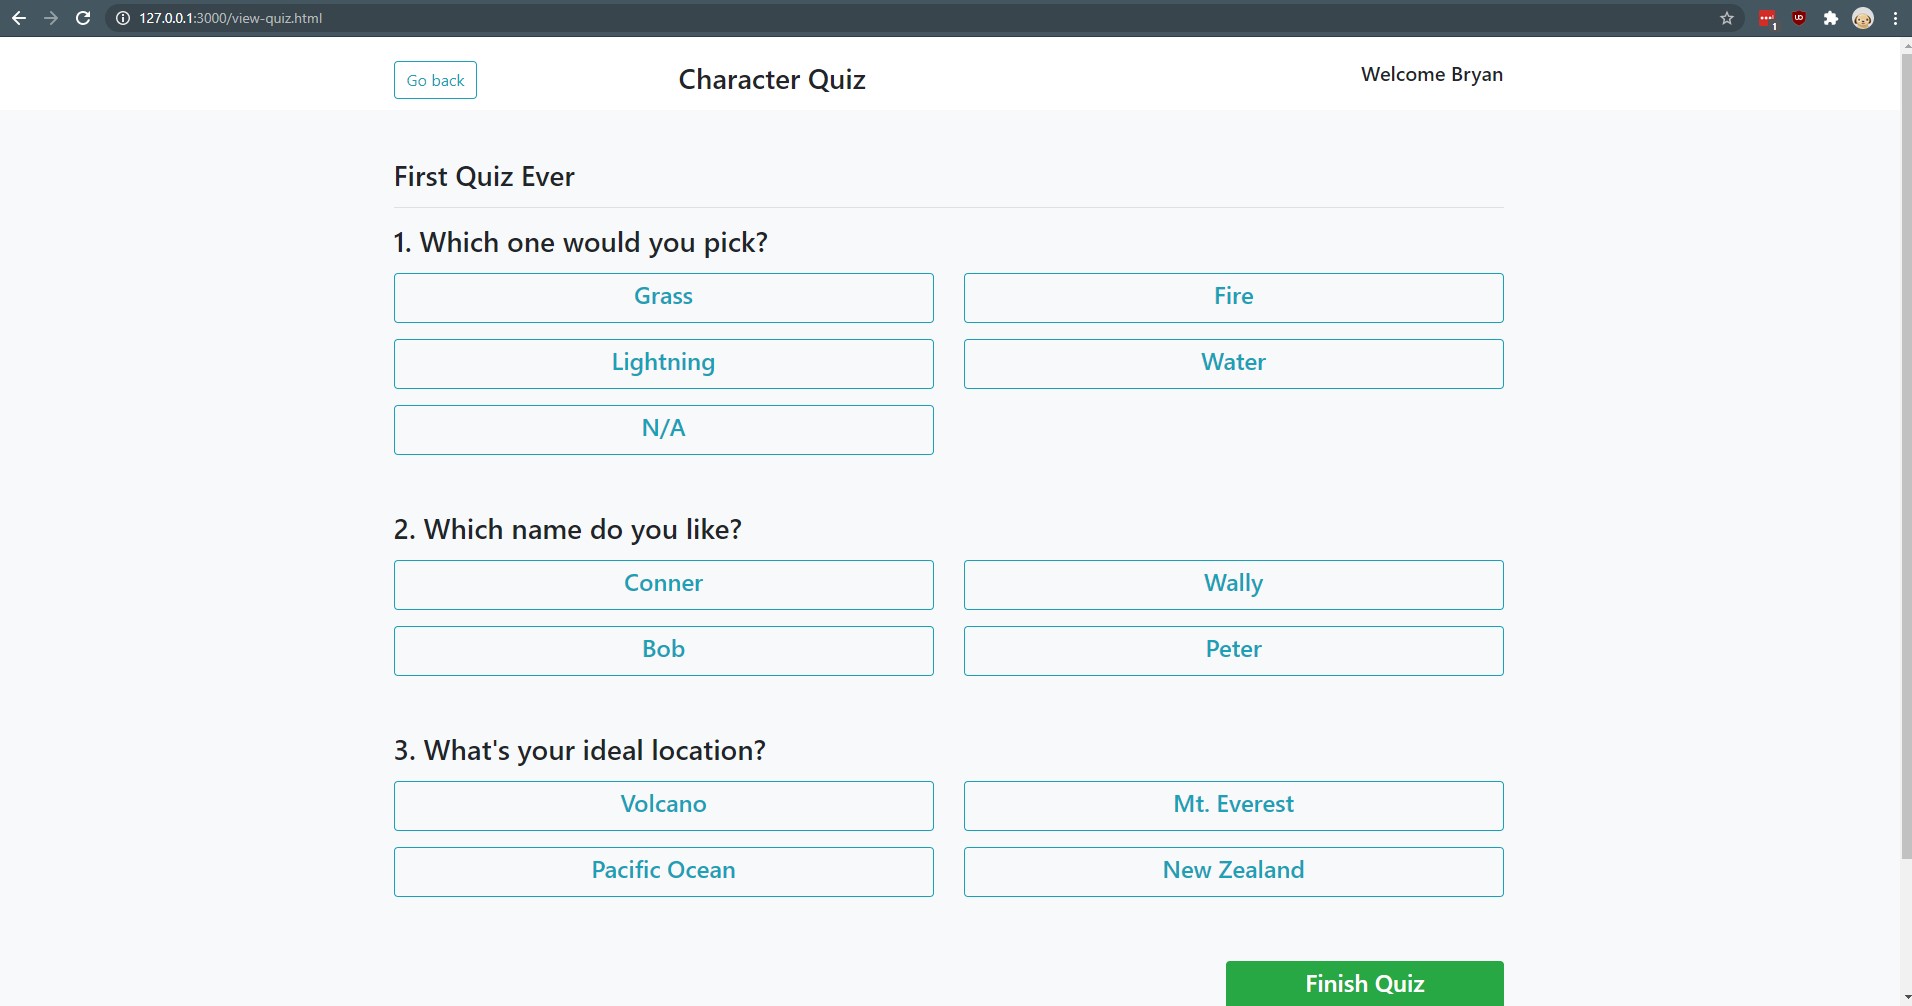 127.0.0.1:3000/view-quiz.html
1
Go back
Character Quiz
Welcome Bryan
First Quiz Ever
1. Which one would you pick?
Grass
Fire
Lightning
Water
N/A
2. Which name do you like?
Conner
Wally
Bob
Peter
3. What's your ideal location?
Volcano
Mt. Everest
Pacific Ocean
New Zealand
Finish Quiz